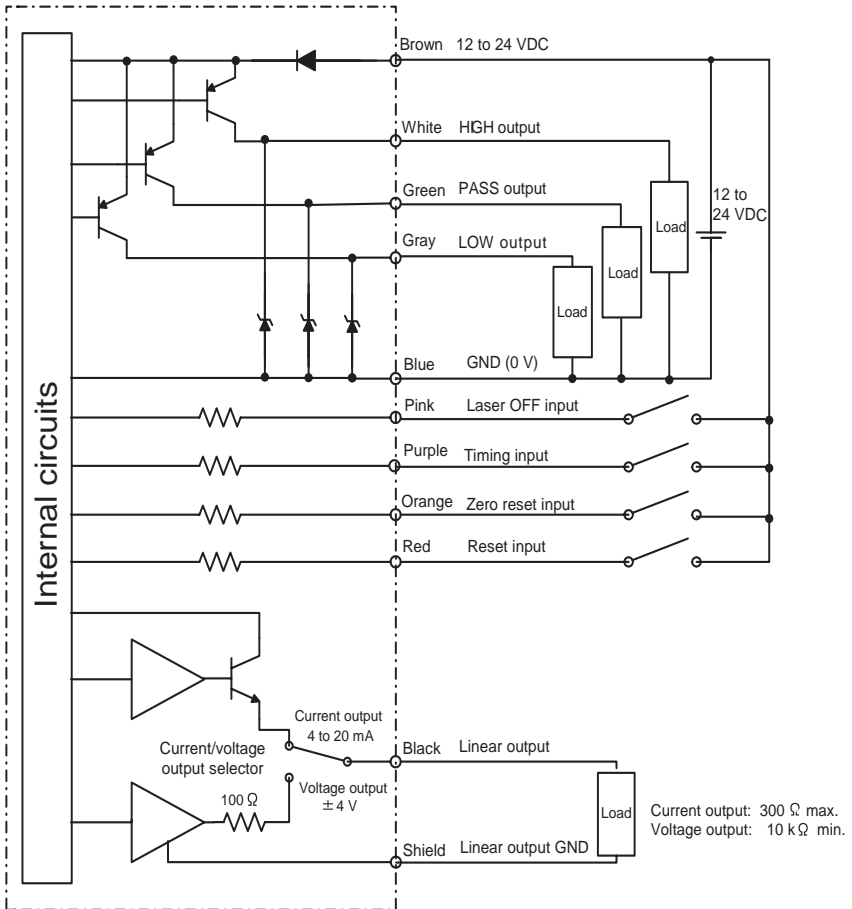 Internal circuits
Brown 12 to 24 VDC
White HIGH output
Green PASS output
Gray LOW output
Load
Load
Load
12 to
24 VDC
Blue GND (0 V)
Pink Laser OFF input
Purple Timing input
Orange Zero reset input
Red Reset input
Current output
4 to 20 mA
Current/voltage
output selector
Black Linear output
Voltage output
± 4 V
100 Ω
Load
Current output: 300 Ω max.
Voltage output: 10 kΩ min.
Shield Linear output GND